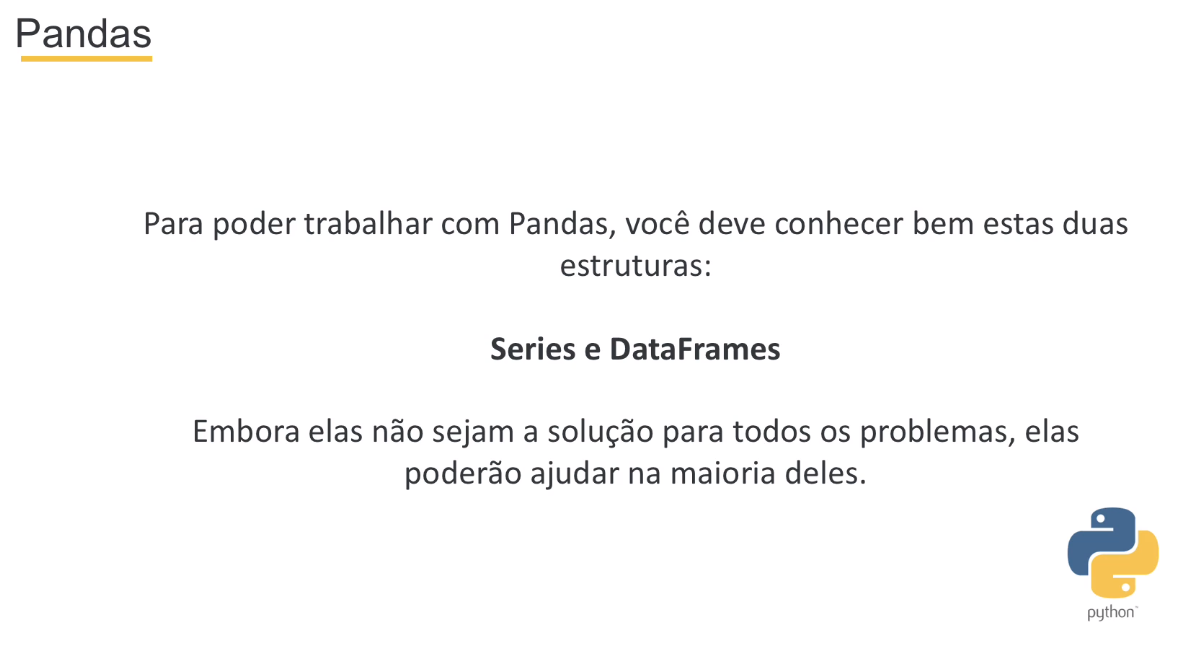 Pandas
Para poder trabalhar com Pandas, você deve conhecer bem estas duas
estruturas:
Series e DataFrames
Embora elas não sejam a solução para todos os problemas, elas
poderão ajudar na maioria deles.
python